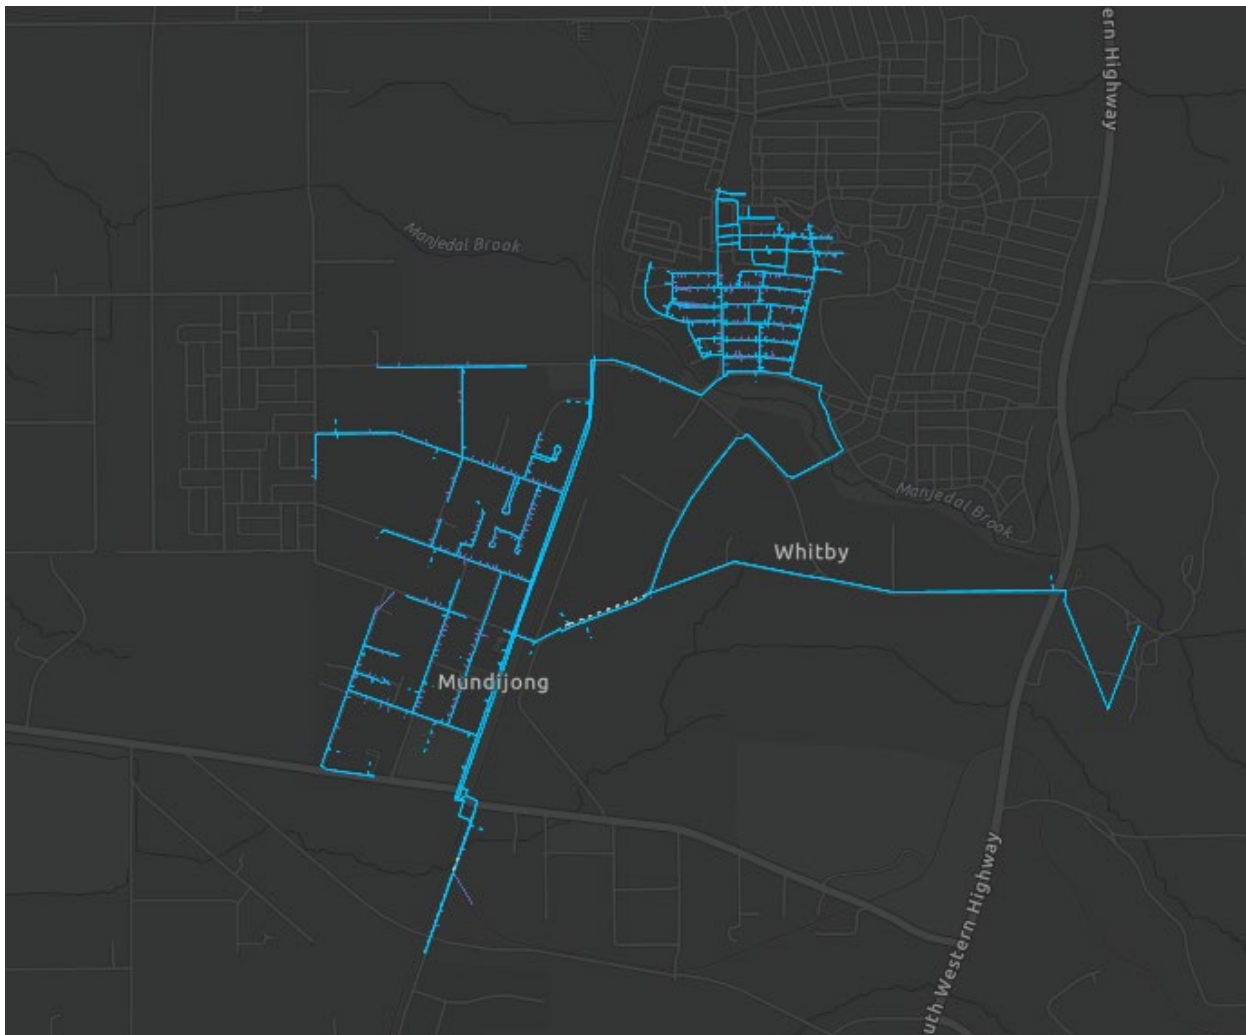 ern Highway
Manjedal Brook
Manjedal Brook
Whitby
Mundijong
uth Western Highway